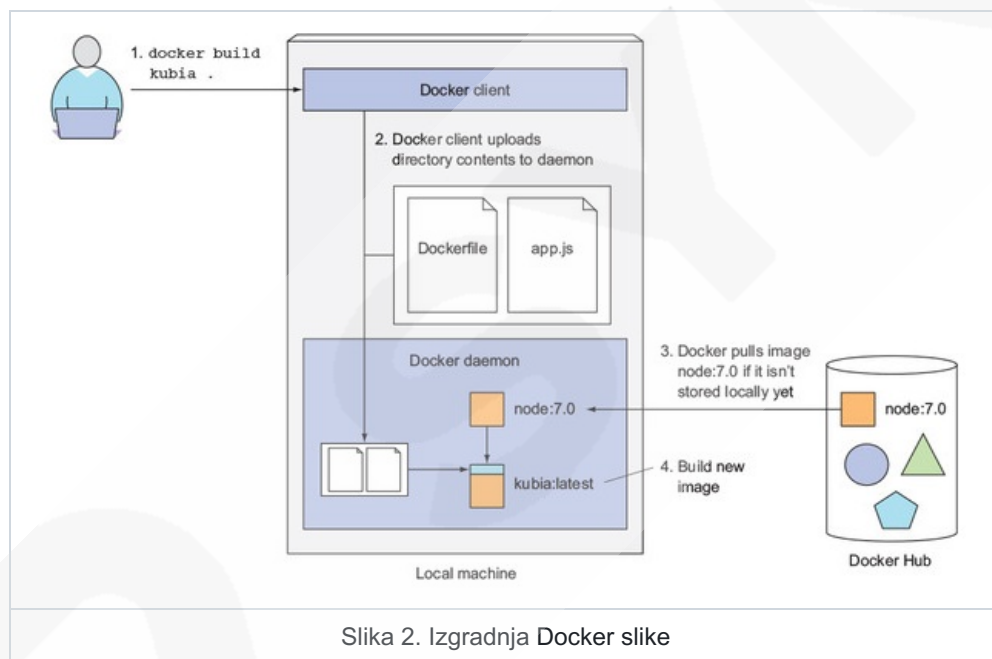 1. docker build
kubia .
Docker client
2. Docker client uploads
directory contents to daemon
Dockerfile
app.js
Docker daemon
3. Docker pulls image
node:7.0 if it isn't
stored locally yet
node:7.0
node:7.0
kubia:latest
4. Build new
image
Docker Hub
Local machine
Slika 2. Izgradnja Docker slike